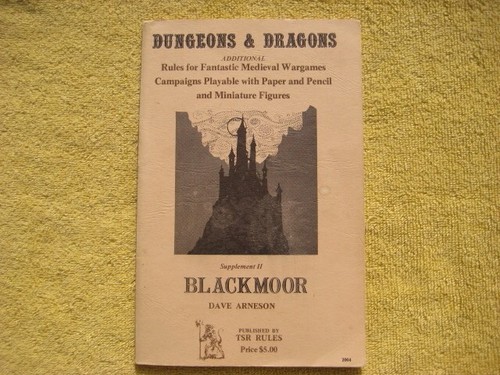 DUNGEONS & DRAGONS
ADDITIONAL
Rules for Fantastic Medieval Wargames
Campaigns Playable with Paper and Pencil
and Miniature Figures
Supplement II
BLACKMOOR
DAVE ARNESON
PUBLISHED BY
TSR RULES
Price $5.00
2004